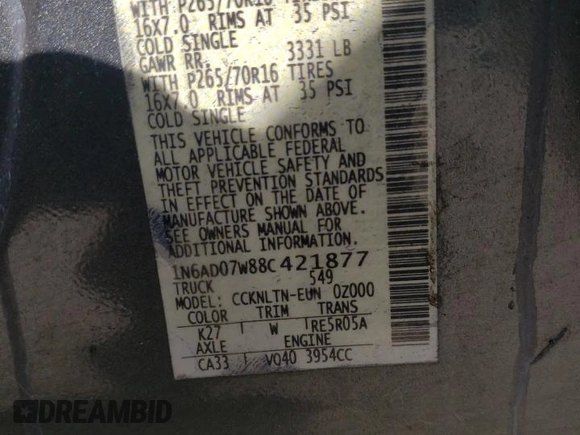 WITH P265/70R16
16X7.0 RIMS AT 35 PSI
COLD SINGLE
GAWR RR. 3331 LB
WITH P265/70R16 TIRES
16X7.0 RIMS AT 35 PSI
COLD SINGLE
THIS VEHICLE CONFORMS TO
ALL APPLICABLE FEDERAL
MOTOR VEHICLE SAFETY AND
THEFT PREVENTION STANDARDS
IN EFFECT ON THE DATE OF
MANUFACTURE SHOWN ABOVE.
SEE OWNERS MANUAL FOR
ADDITIONAL INFORMATION.
1N6AD07W88C421877
TRUCK 549
MODEL: CCKNLTN-EUN 0Z000
COLOR TRIM TRANS
K27 W RE5R05A
AXLE ENGINE
CA33 VQ40 3954CC
DREAMBID